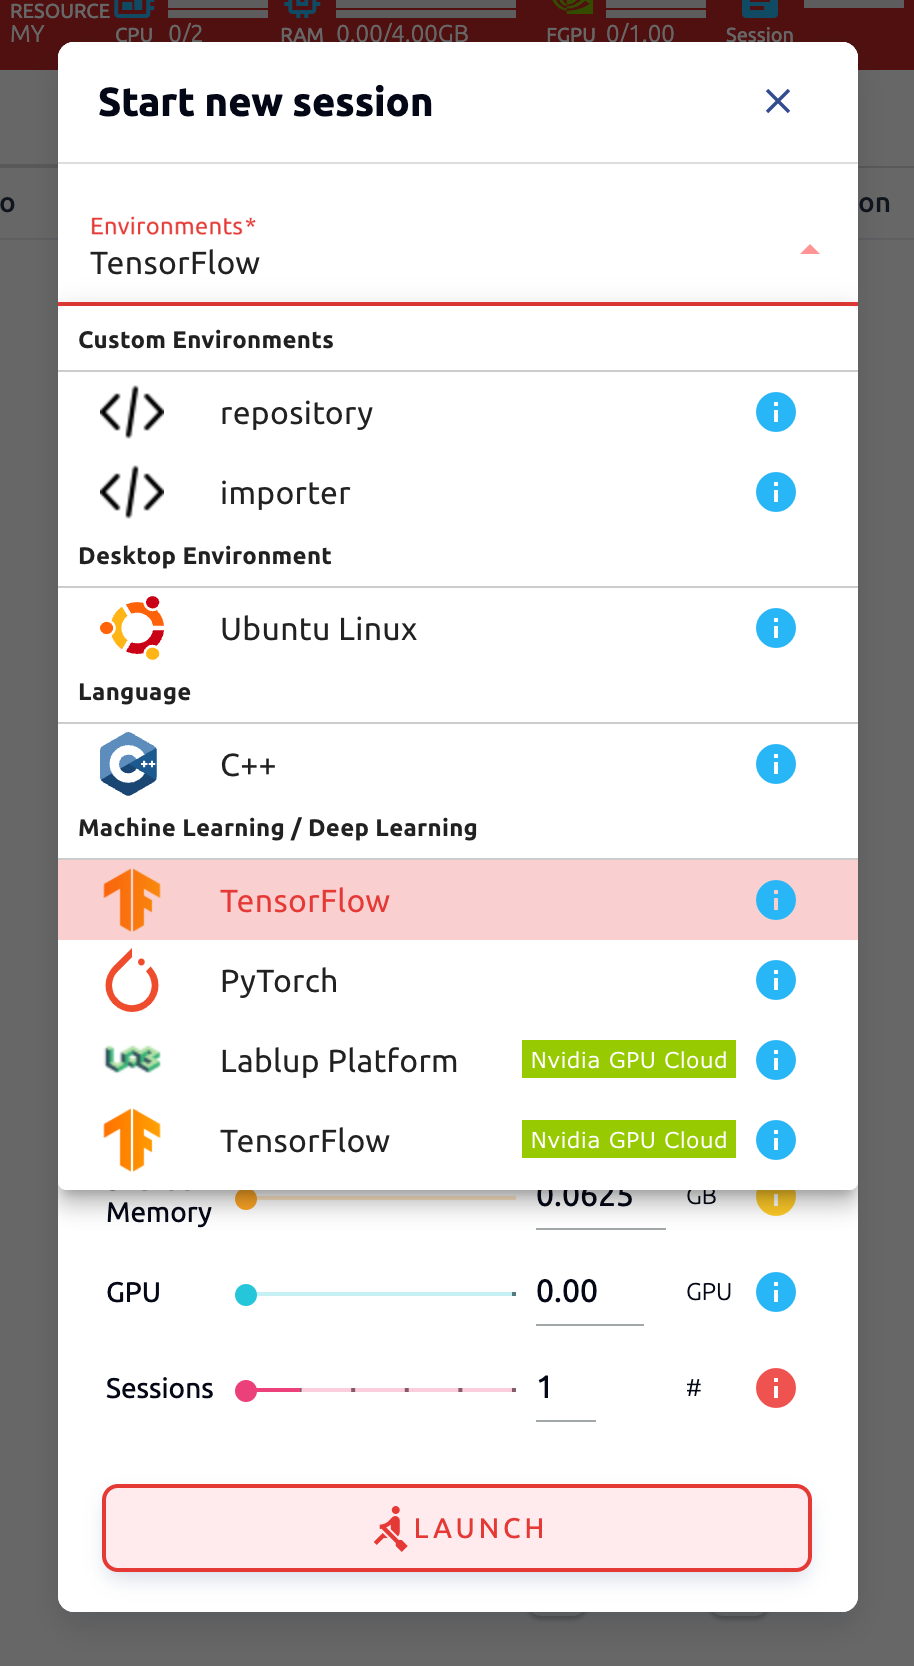 RESOURCE
MY CPU 0/2 RAM 0.00/4.00GB FGPU 0/1.00 Session
Start new session
o
on
Environments*
TensorFlow
Custom Environments
repository
importer
Desktop Environment
Ubuntu Linux
Language
C++
Machine Learning / Deep Learning
TensorFlow
PyTorch
Lablup Platform Nvidia GPU Cloud
TensorFlow Nvidia GPU Cloud
Memory 0.0625 GB
GPU 0.00 GPU
Sessions 1 #
LAUNCH